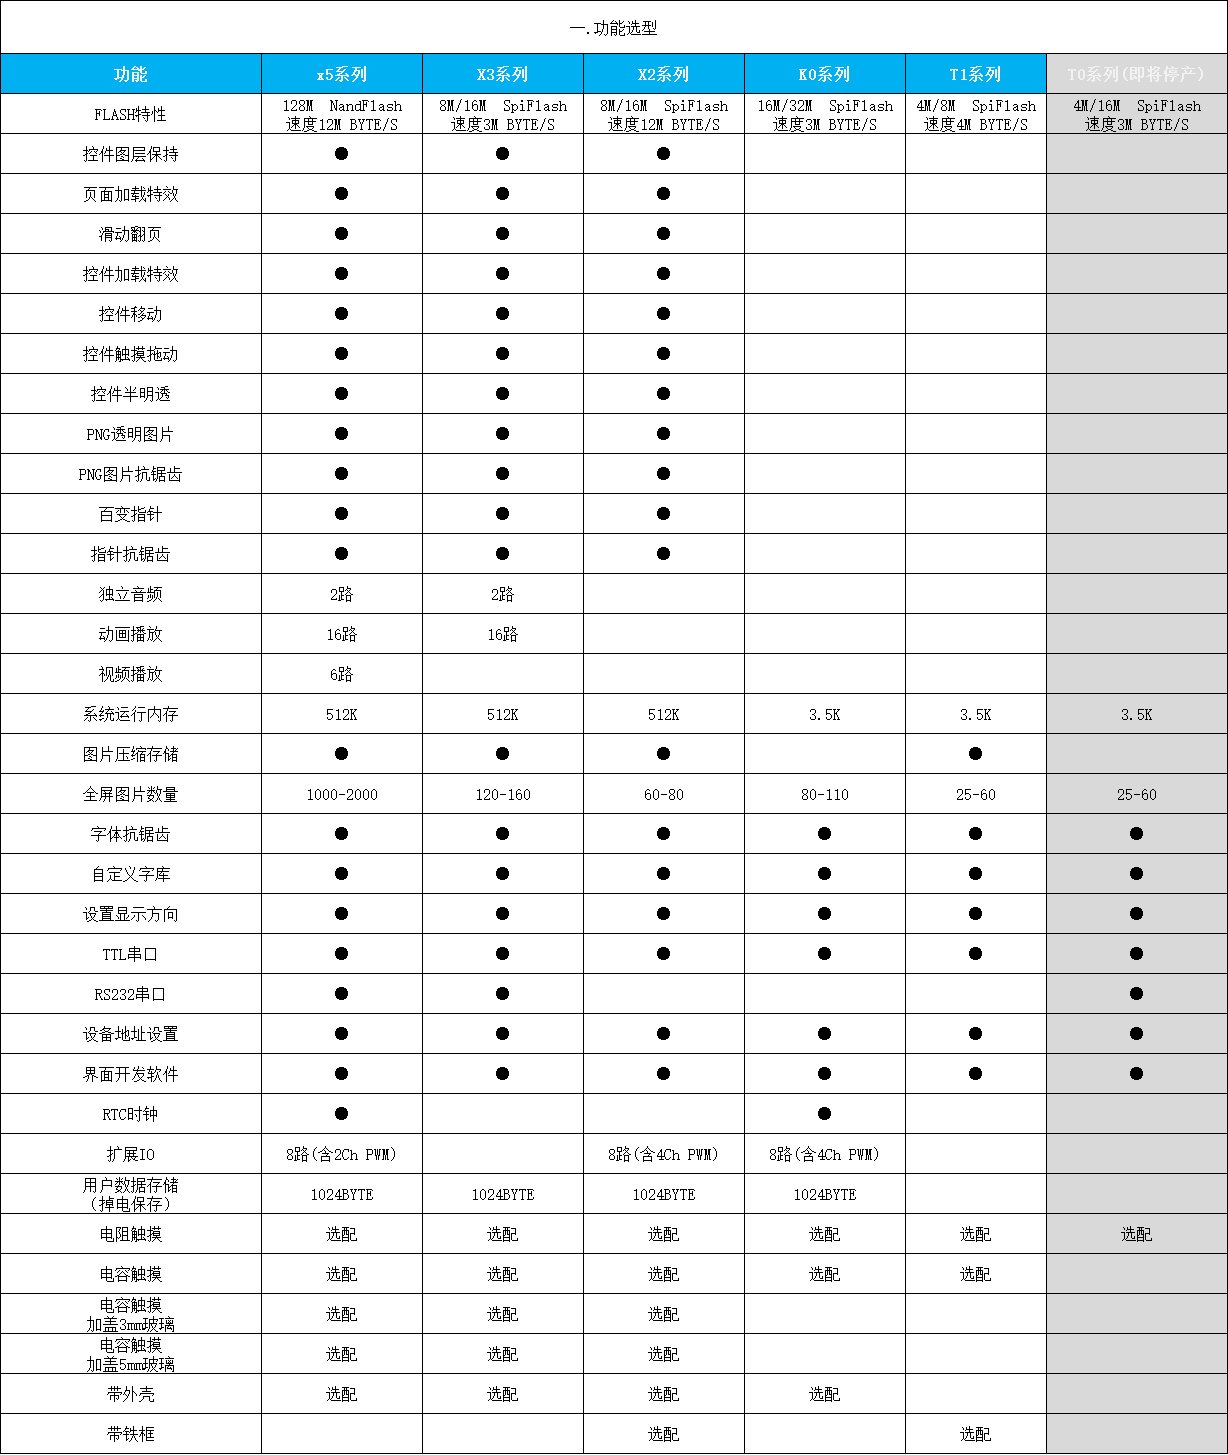 一.功能选型
功能 x5系列 X3系列 X2系列 K0系列 T1系列 T0系列(即将停产)
FLASH特性 128M NandFlash 速度12M BYTE/S 8M/16M SpiFlash 速度3M BYTE/S 8M/16M SpiFlash 速度12M BYTE/S 16M/32M SpiFlash 速度3M BYTE/S 4M/8M SpiFlash 速度4M BYTE/S 4M/16M SpiFlash 速度3M BYTE/S
控件图层保持 ● ● ●
页面加载特效 ● ● ●
滑动翻页 ● ● ●
控件加载特效 ● ● ●
控件移动 ● ● ●
控件触摸拖动 ● ● ●
控件半明透 ● ● ●
PNG透明图片 ● ● ●
PNG图片抗锯齿 ● ● ●
百变指针 ● ● ●
指针抗锯齿 ● ● ●
独立音频 2路 2路
动画播放 16路 16路
视频播放 6路
系统运行内存 512K 512K 512K 3.5K 3.5K 3.5K
图片压缩存储 ● ● ● ●
全屏图片数量 1000-2000 120-160 60-80 80-110 25-60 25-60
字体抗锯齿 ● ● ● ● ● ●
自定义字库 ● ● ● ● ● ●
设置显示方向 ● ● ● ● ● ●
TTL串口 ● ● ● ● ● ●
RS232串口 ● ● ●
设备地址设置 ● ● ● ● ● ●
界面开发软件 ● ● ● ● ● ●
RTC时钟 ● ●
扩展IO 8路(含2Ch PWM) 8路(含4Ch PWM) 8路(含4Ch PWM)
用户数据存储 （掉电保存） 1024BYTE 1024BYTE 1024BYTE 1024BYTE
电阻触摸 选配 选配 选配 选配 选配 选配
电容触摸 选配 选配 选配 选配 选配
电容触摸 加盖3mm玻璃 选配 选配 选配
电容触摸 加盖5mm玻璃 选配 选配 选配
带外壳 选配 选配 选配 选配
带铁框 选配 选配